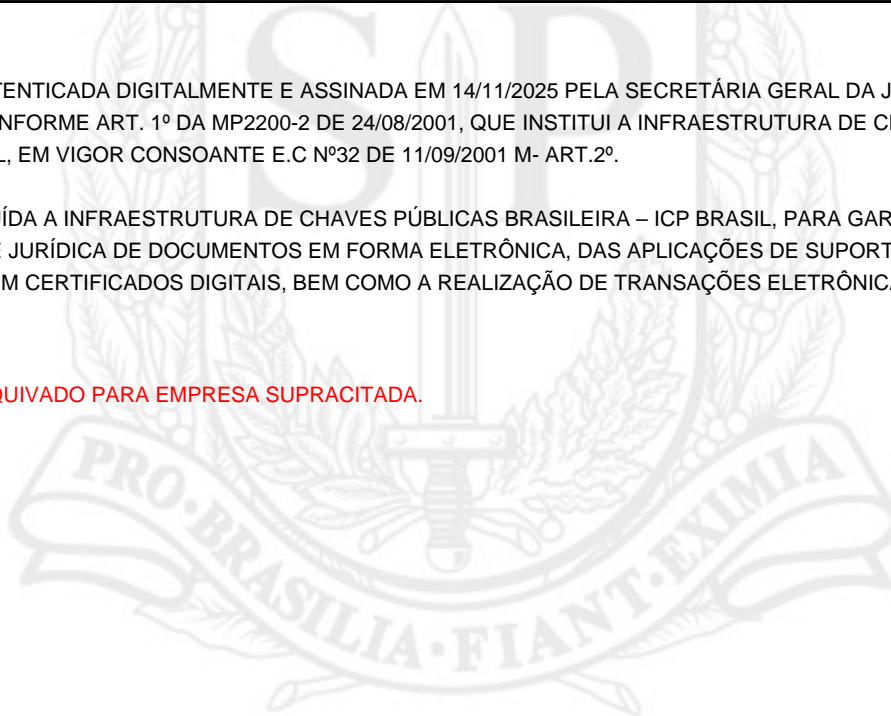 SP
TENTICADA DIGITALMENTE E ASSINADA EM 14/11/2025 PELA SECRETÁRIA GERAL DA J
NFORME ART. 1º DA MP2200-2 DE 24/08/2001, QUE INSTITUI A INFRAESTRUTURA DE C
L, EM VIGOR CONSOANTE E.C Nº32 DE 11/09/2001 M- ART.2º.
UÍDA A INFRAESTRUTURA DE CHAVES PÚBLICAS BRASILEIRA – ICP BRASIL, PARA GAR
E JURÍDICA DE DOCUMENTOS EM FORMA ELETRÔNICA, DAS APLICAÇÕES DE SUPORT
M CERTIFICADOS DIGITAIS, BEM COMO A REALIZAÇÃO DE TRANSAÇÕES ELETRÔNICA
QUIVADO PARA EMPRESA SUPRACITADA.
PRO·BRASILIA·FIANT·EXIMIA